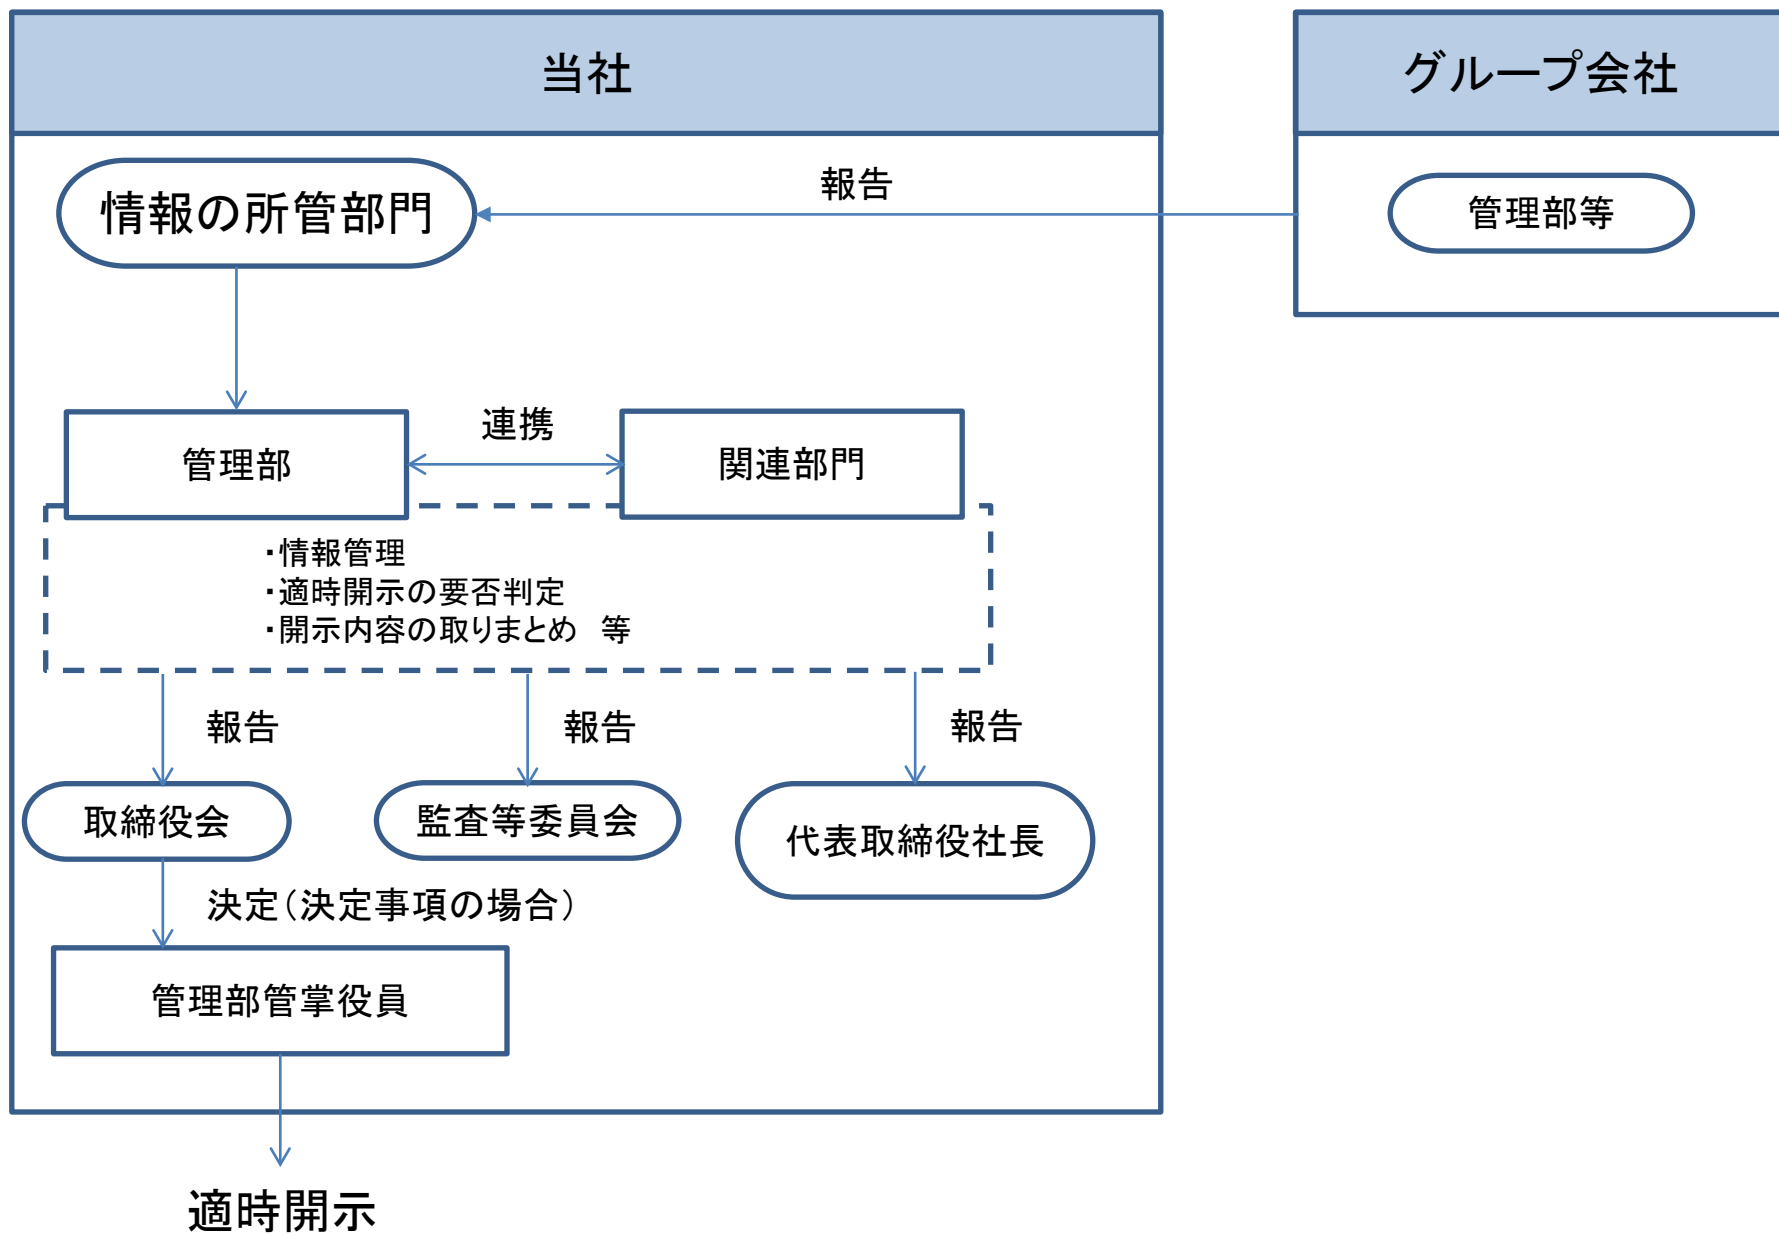 当社
グループ会社
情報の所管部門
報告
管理部等
管理部
連携
関連部門
・情報管理
・適時開示の要否判定
・開示内容の取りまとめ　等
報告
報告
報告
取締役会
監査等委員会
代表取締役社長
決定（決定事項の場合）
管理部管掌役員
適時開示